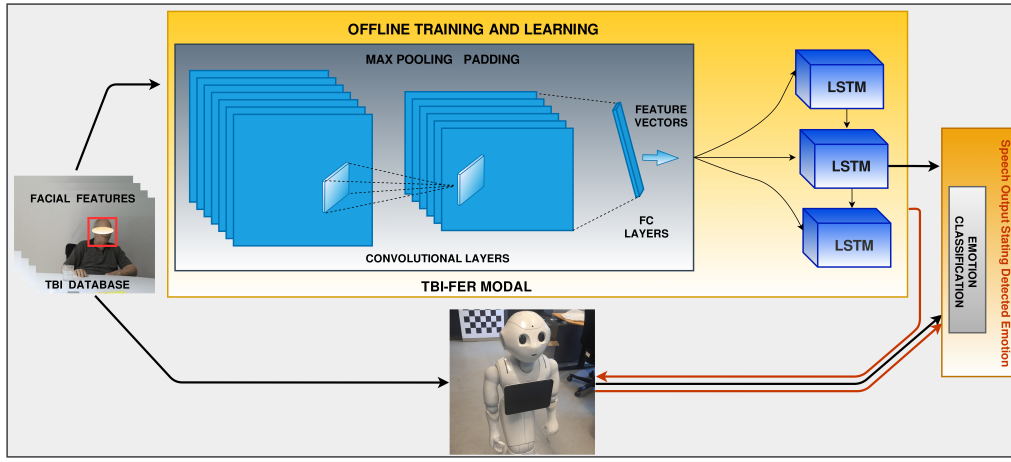 OFFLINE TRAINING AND LEARNING
MAX POOLING PADDING
FEATURE
VECTORS
FC
LAYERS
CONVOLUTIONAL LAYERS
TBI-FER MODAL
LSTM
LSTM
LSTM
FACIAL FEATURES
TBI DATABASE
EMOTION
CLASSIFICATION
Speech Output Stating Detected Emotion